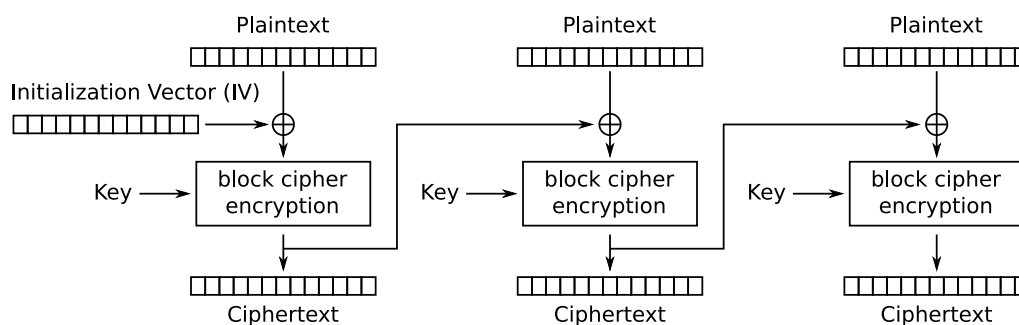 Plaintext
Plaintext
Plaintext
Initialization Vector (IV)
Key
block cipher
encryption
Key
block cipher
encryption
Key
block cipher
encryption
Ciphertext
Ciphertext
Ciphertext